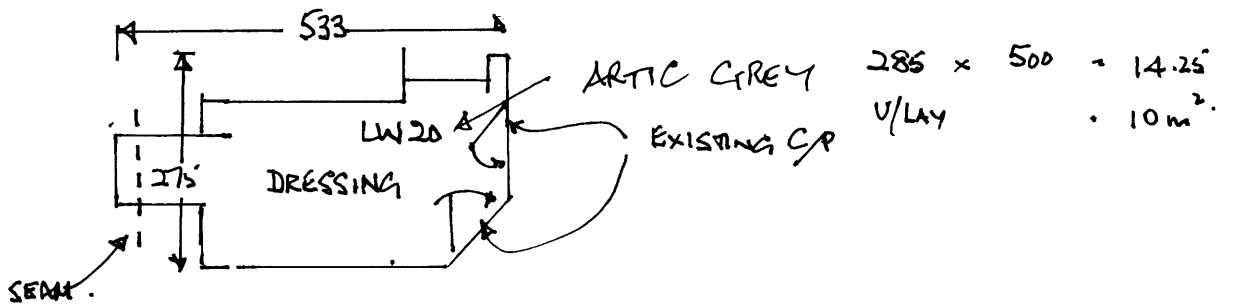 533
ARTIC GREY 285 x 500 = 14.25
U/LAY = 10m².
LW20
EXISTING C/P
275
DRESSING
SEAM.